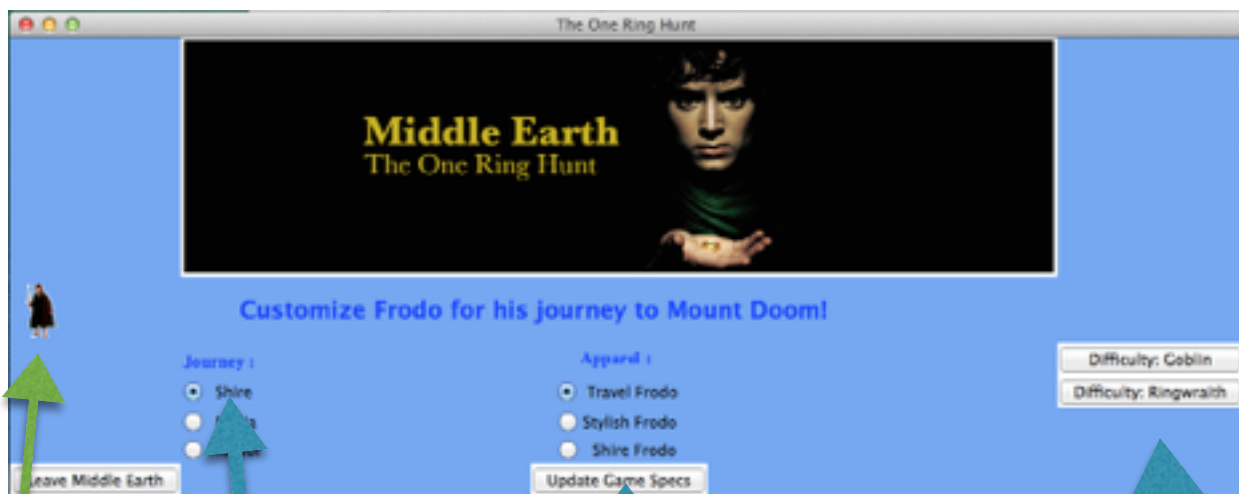 The One Ring Hunt
Middle Earth
The One Ring Hunt
Customize Frodo for his journey to Mount Doom!
Journey :
Apparel :
Shire
Travel Frodo
Stylish Frodo
Shire Frodo
Difficulty: Goblin
Difficulty: Ringwraith
Leave Middle Earth
Update Game Specs